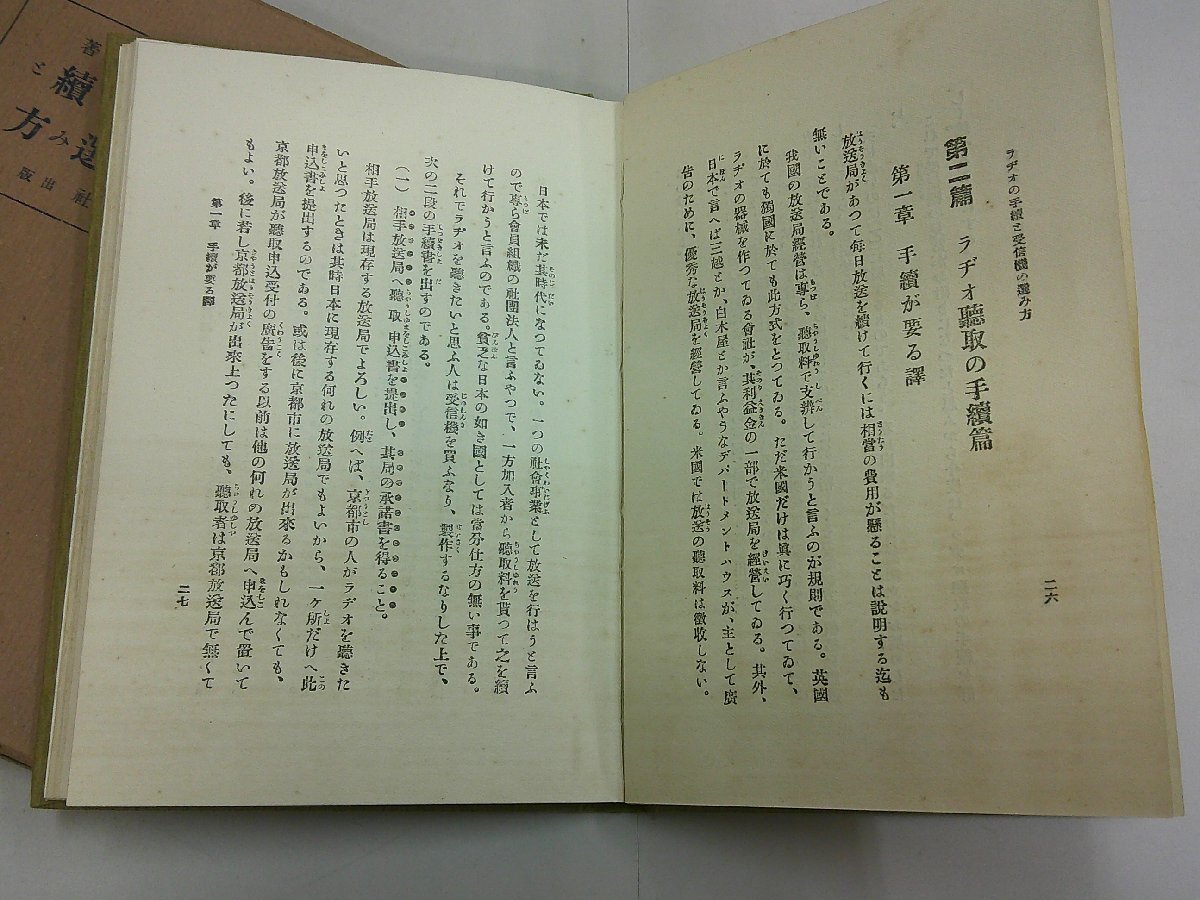 ラヂオの手續と受信機の選み方
二六
第二篇 ラヂオ聽取の手續篇
第一章 手續が要る譯
放送局があつて毎日放送を續けて行くには相當の費用が懸ることは説明する迄も
無いことである。
我國の放送局經營は專ら、聽取料で支辨して行かうと言ふのが規則である。英國
に於ても獨國に於ても此方式をとつてゐる。ただ米國だけは眞に巧く行つてゐて、
ラヂオの器械を作つてゐる會社が、其利益金の一部で放送局を經營してゐる。其外、
日本で言へば三越とか、白木屋とか言ふやうなデパートメントハウスが、主として廣
告のために、優秀な放送局を經營してゐる。米國では放送の聽取料は徴收しない。
日本では未だ其時代になつてゐない。一つの社會事業として放送を行はうと言ふ
ので專ら會員組織の社團法人と言ふやつで、一方加入者から聽取料を貰つて之を續
けて行かうと言ふのである。貧乏な日本の如き國としては當分仕方の無い事である。
それでラヂオを聽きたいと思ふ人は受信機を買ふなり、製作するなりした上で、
次の二段の手續書を出すのである。
(一) 相手放送局へ聽取申込書を提出し、其局の承諾書を得ること。
相手放送局は現存する放送局でよろしい。例へば、京都市の人がラヂオを聽きた
いと思つたときは其時日本に現存する何れの放送局でもよいから、一ケ所だけへ此
申込書を提出するのである。或は後に京都市に放送局が出來るかもしれなくても、
京都放送局が聽取申込受付の廣告をする以前は他の何れの放送局へ申込んで置いて
もよい。後に若し京都放送局が出來上つたにしても、聽取者は京都放送局で無くて
第一章 手續が要る譯
二七
著
續と
選み方
社出版